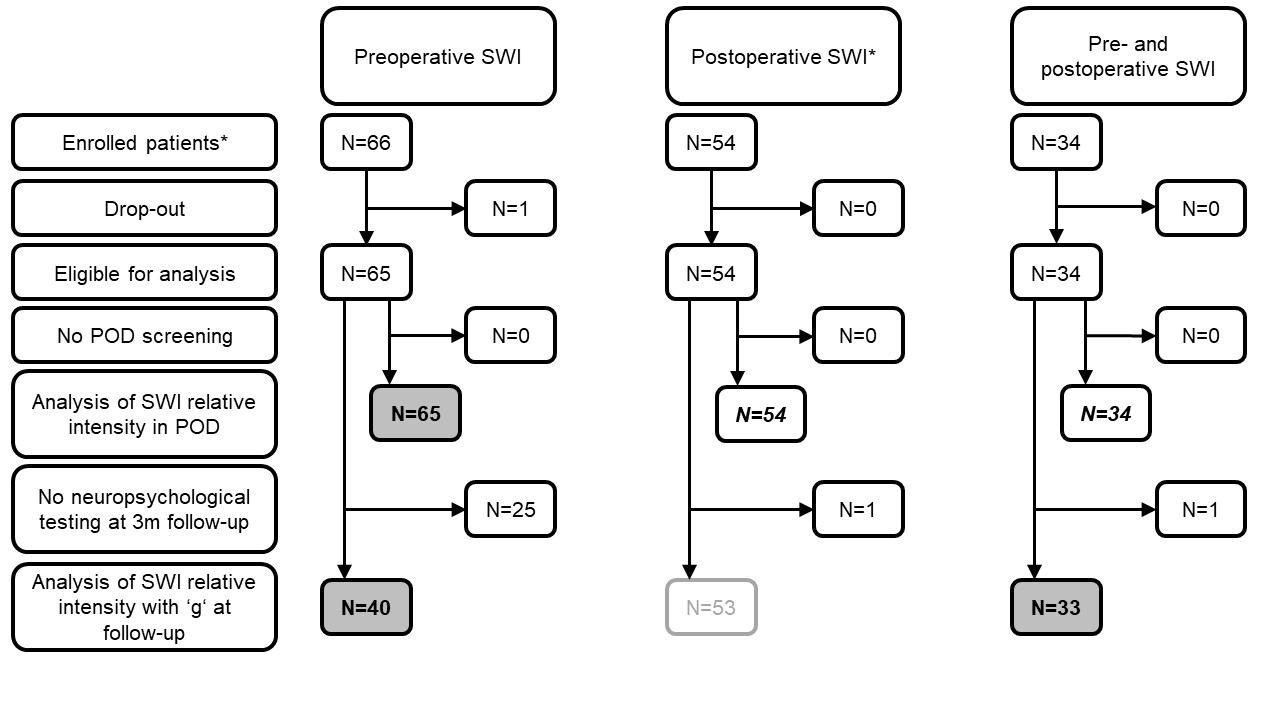 Preoperative SWI
Postoperative SWI*
Pre- and
postoperative SWI
Enrolled patients*
N=66
N=54
N=34
Drop-out
N=1
N=0
N=0
Eligible for analysis
N=65
N=54
N=34
No POD screening
N=0
N=0
N=0
Analysis of SWI relative
intensity in POD
N=65
N=54
N=34
No neuropsychological
testing at 3m follow-up
N=25
N=1
N=1
Analysis of SWI relative
intensity with ‘g‘ at
follow-up
N=40
N=53
N=33